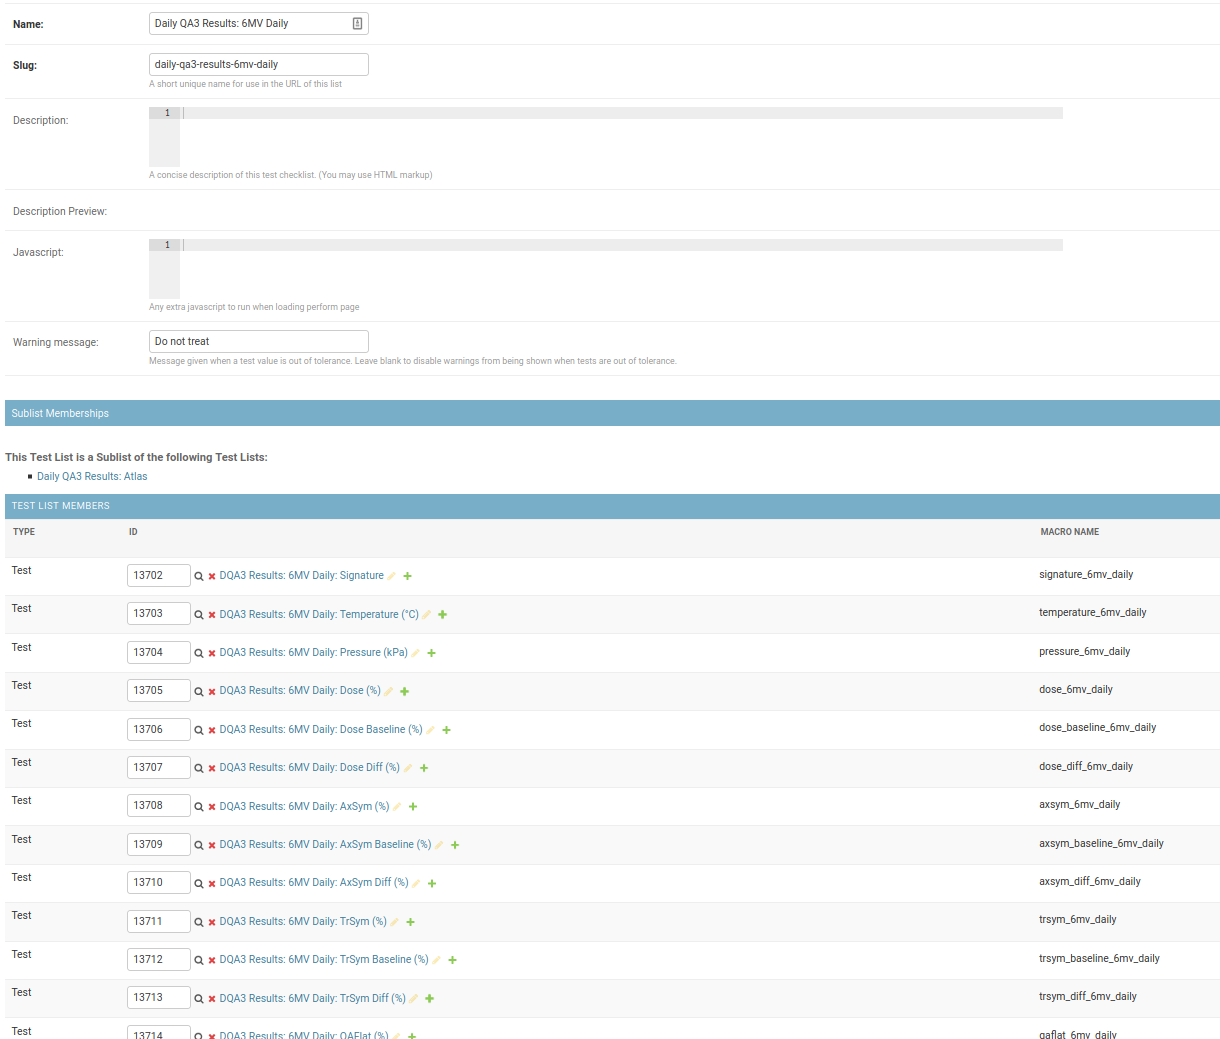 Name: Daily QA3 Results: 6MV Daily
Slug: daily-qa3-results-6mv-daily
A short unique name for use in the URL of this list
Description: 1
A concise description of this test checklist. (You may use HTML markup)
Description Preview:
Javascript: 1
Any extra javascript to run when loading perform page
Warning message: Do not treat
Message given when a test value is out of tolerance. Leave blank to disable warnings from being shown when tests are out of tolerance.
Sublist Memberships
This Test List is a Sublist of the following Test Lists:
Daily QA3 Results: Atlas
TEST LIST MEMBERS
TYPE ID MACRO NAME
Test 13702 DQA3 Results: 6MV Daily: Signature signature_6mv_daily
Test 13703 DQA3 Results: 6MV Daily: Temperature (°C) temperature_6mv_daily
Test 13704 DQA3 Results: 6MV Daily: Pressure (kPa) pressure_6mv_daily
Test 13705 DQA3 Results: 6MV Daily: Dose (%) dose_6mv_daily
Test 13706 DQA3 Results: 6MV Daily: Dose Baseline (%) dose_baseline_6mv_daily
Test 13707 DQA3 Results: 6MV Daily: Dose Diff (%) dose_diff_6mv_daily
Test 13708 DQA3 Results: 6MV Daily: AxSym (%) axsym_6mv_daily
Test 13709 DQA3 Results: 6MV Daily: AxSym Baseline (%) axsym_baseline_6mv_daily
Test 13710 DQA3 Results: 6MV Daily: AxSym Diff (%) axsym_diff_6mv_daily
Test 13711 DQA3 Results: 6MV Daily: TrSym (%) trsym_6mv_daily
Test 13712 DQA3 Results: 6MV Daily: TrSym Baseline (%) trsym_baseline_6mv_daily
Test 13713 DQA3 Results: 6MV Daily: TrSym Diff (%) trsym_diff_6mv_daily
Test 13714 DQA3 Results: 6MV Daily: QAFlat (%) qaflat_6mv_daily